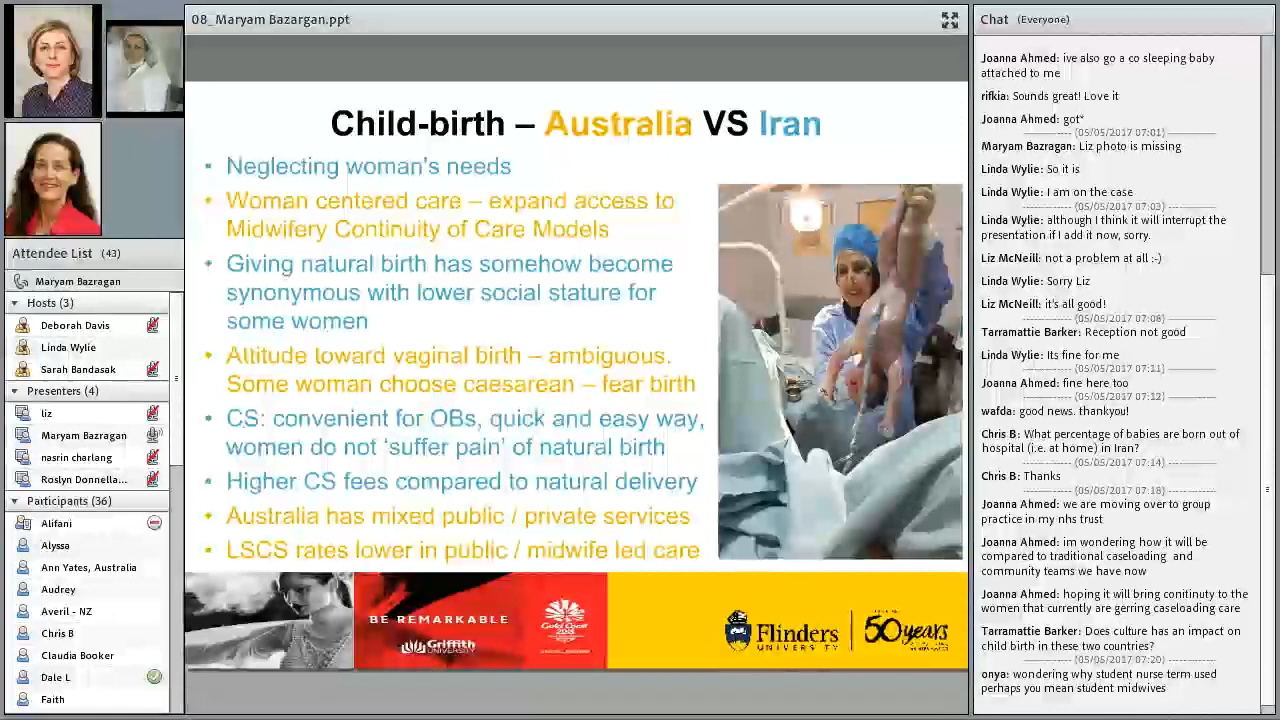 08_Maryam Bazargan.ppt
Child-birth – Australia VS Iran
• Neglecting woman's needs
• Woman centered care – expand access to
Midwifery Continuity of Care Models
• Giving natural birth has somehow become
synonymous with lower social stature for
some women
• Attitude toward vaginal birth – ambiguous.
Some woman choose caesarean – fear birth
• CS: convenient for OBs, quick and easy way,
women do not ‘suffer pain’ of natural birth
• Higher CS fees compared to natural delivery
• Australia has mixed public / private services
• LSCS rates lower in public / midwife led care
BE REMARKABLE
Griffith
UNIVERSITY
Gold Coast
2018
Flinders
UNIVERSITY
50 years
Attendee List (43)
Maryam Bazragan
Hosts (3)
Deborah Davis
Linda Wylie
Sarah Bandasak
Presenters (4)
liz
Maryam Bazragan
nasrin charlang
Roslyn Donnella...
Participants (36)
Alifani
Alyssa
Ann Yates, Australia
Audrey
Averil - NZ
Chris B
Claudia Booker
Dale L
Faith
Chat (Everyone)
Joanna Ahmed: ive also go a co sleeping baby
attached to me
rifkia: Sounds great! Love it
Joanna Ahmed: got*
(05/05/2017 07:01)
Maryam Bazragan: Liz photo is missing
Linda Wylie: So it is
Linda Wylie: I am on the case
(05/05/2017 07:03)
Linda Wylie: although I think it will interrupt the
presentation if I add it now, sorry.
Liz McNeill: not a problem at all :-)
Linda Wylie: Sorry Liz
Liz McNeill: it's all good!
(05/05/2017 07:08)
Tarramattie Barker: Reception not good
Linda Wylie: Its fine for me
(05/05/2017 07:11)
Joanna Ahmed: fine here too
(05/05/2017 07:12)
wafda: good news. thankyou!
Chris B: What percentage of babies are born out of
hospital (i.e. at home) in Iran?
(05/05/2017 07:14)
Chris B: Thanks
(05/05/2017 07:18)
Joanna Ahmed: we are moving over to group
practice in my nhs trust
Joanna Ahmed: im wondering how it will be
compared to traditional caseloading and
community teams we have now
Joanna Ahmed: hoping it will bring conitinuty to the
women that currently are getting caseloading care
Tarramattie Barker: Does culture has an impact on
child birth in these two countries?
(05/05/2017 07:20)
onya: wondering why student nurse term used
perhaps you mean student midwives